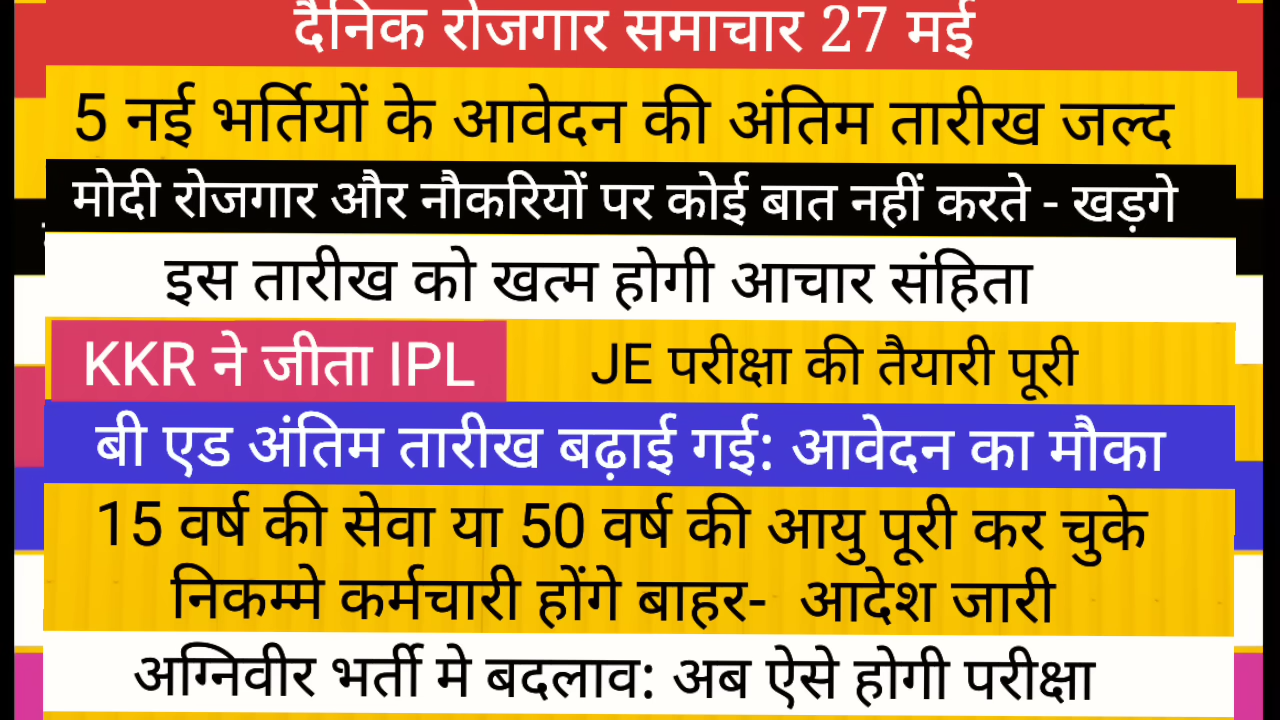 दैनिक रोजगार समाचार 27 मई
5 नई भर्तियों के आवेदन की अंतिम तारीख जल्द
मोदी रोजगार और नौकरियों पर कोई बात नहीं करते - खड़गे
इस तारीख को खत्म होगी आचार संहिता
KKR ने जीता IPL
JE परीक्षा की तैयारी पूरी
बी एड अंतिम तारीख बढ़ाई गई: आवेदन का मौका
15 वर्ष की सेवा या 50 वर्ष की आयु पूरी कर चुके
निकम्मे कर्मचारी होंगे बाहर- आदेश जारी
अग्निवीर भर्ती मे बदलाव: अब ऐसे होगी परीक्षा